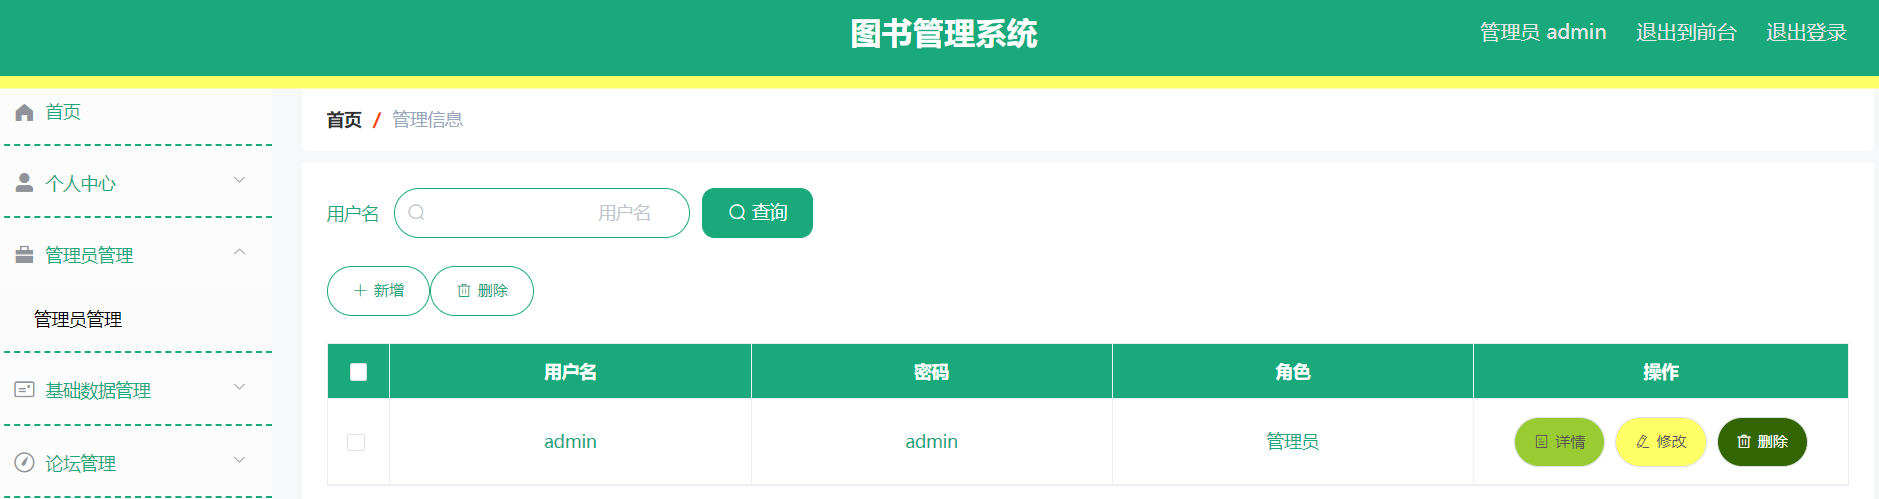 图书管理系统
管理员 admin 退出到前台 退出登录
首页
个人中心
管理员管理
管理员管理
基础数据管理
论坛管理
首页 / 管理信息
用户名 用户名 查询
新增 删除
用户名 密码 角色 操作
admin admin 管理员 详情 修改 删除